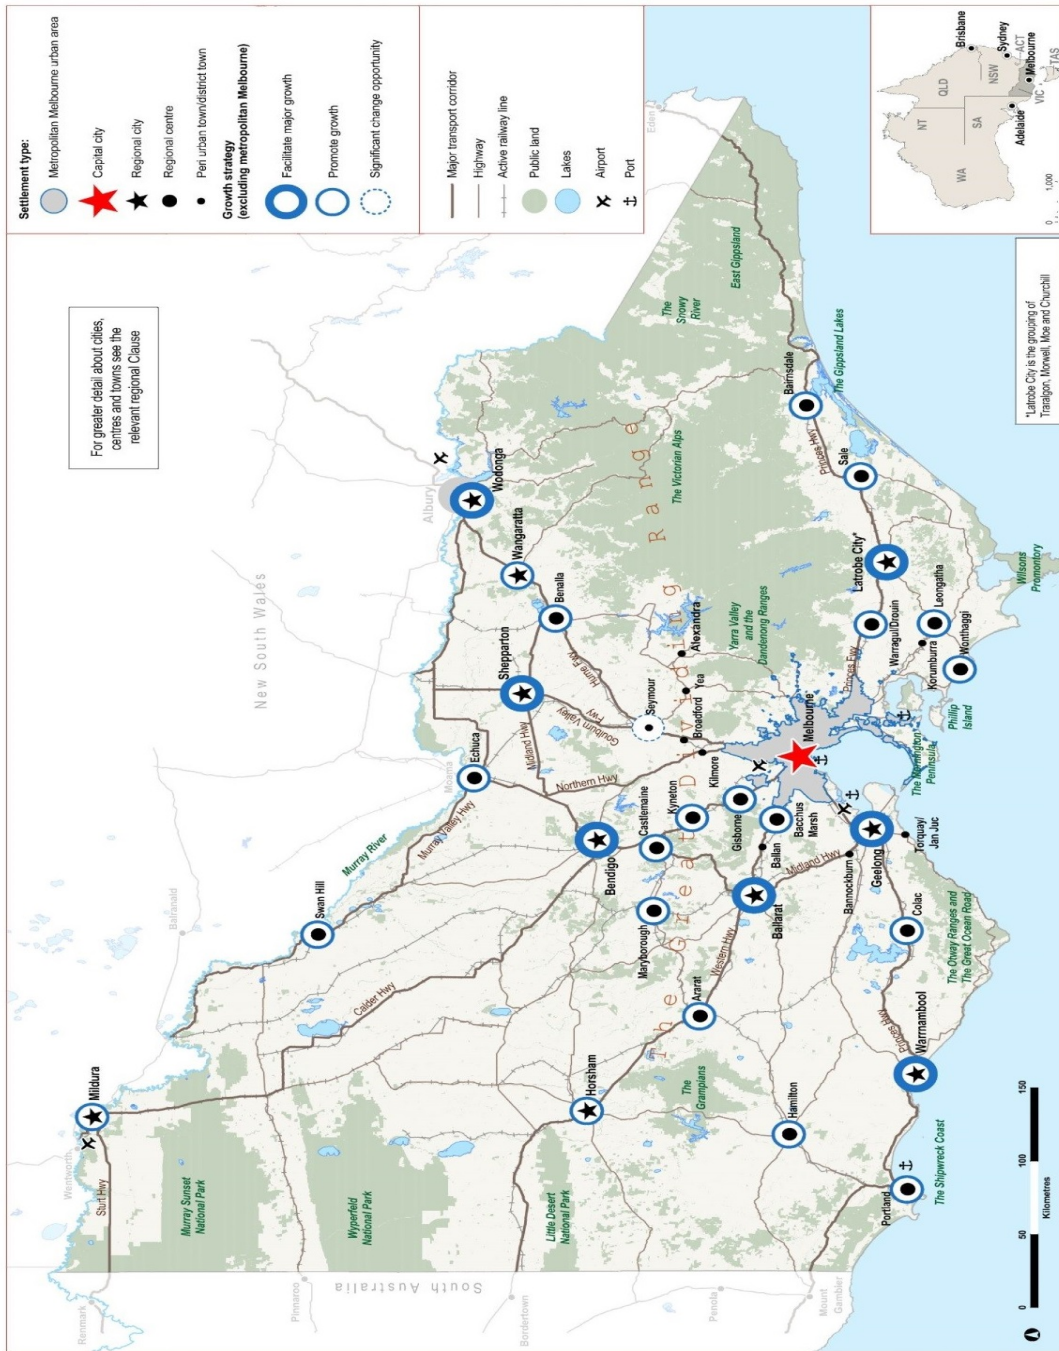 Settlement type:
Metropolitan Melbourne urban area
Capital city
Regional city
Regional centre
Peri urban town/district town
Growth strategy
(excluding metropolitan Melbourne)
Facilitate major growth
Promote growth
Significant change opportunity
Major transport corridor
Highway
Active railway line
Public land
Lakes
Airport
Port
For greater detail about cities,
centres and towns see the
relevant regional Clause
*Latrobe City is the grouping of
Traralgon, Morwell, Moe and Churchill
WA
NT
QLD
SA
NSW
ACT
VIC
TAS
Brisbane
Sydney
Melbourne
Adelaide
0
1,000
Renmark
Wentworth
Mildura
Sturt Hwy
Murray Sunset
National Park
Pinnaroo
Wyperfeld
National Park
South Australia
Balranald
Swan Hill
Murray River
Murray Valley Hwy
New South Wales
Moama
Echuca
Albury
Wodonga
Calder Hwy
Bordertown
Little Desert
National Park
Horsham
Bendigo
Midland Hwy
Northern Hwy
Shepparton
Goulburn Valley
Fwy
Hume Fwy
Wangaratta
Benalla
The Great Dividing Range
Maryborough
Castlemaine
Kyneton
Seymour
Broadford
Kilmore
Yea
Alexandra
The Victorian Alps
The
Snowy
River
East Gippsland
Eden
Ararat
Western Hwy
The
Grampians
Ballarat
Ballan
Gisborne
Bacchus
Marsh
Melbourne
Yarra Valley
and the
Dandenong Ranges
Penola
Mount
Gambier
Hamilton
Midland Hwy
Bannockburn
Geelong
Torquay/
Jan Juc
The Mornington
Peninsula
Phillip
Island
Princes Fwy
Warragul/Drouin
Latrobe City*
Korumburra
Leongatha
Wonthaggi
Wilsons
Promontory
Sale
Princes Hwy
Bairnsdale
The Gippsland Lakes
Portland
The Shipwreck Coast
Warrnambool
Princes Hwy
Colac
The Otway Ranges and
The Great Ocean Road
0
50
100
150
Kilometres